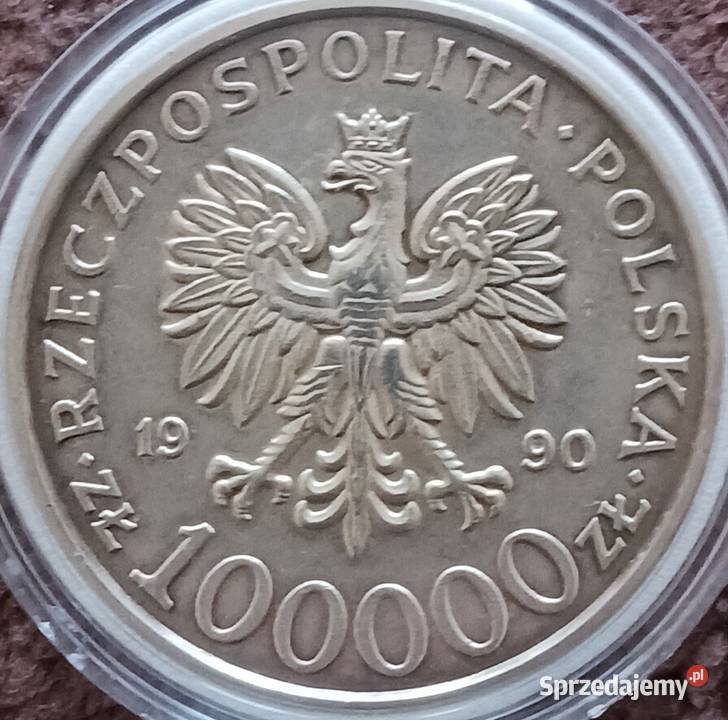 RZECZPOSPOLITA · POLSKA
19 90
· ZŁ 100000 ZŁ ·
Sprzedajemy.pl